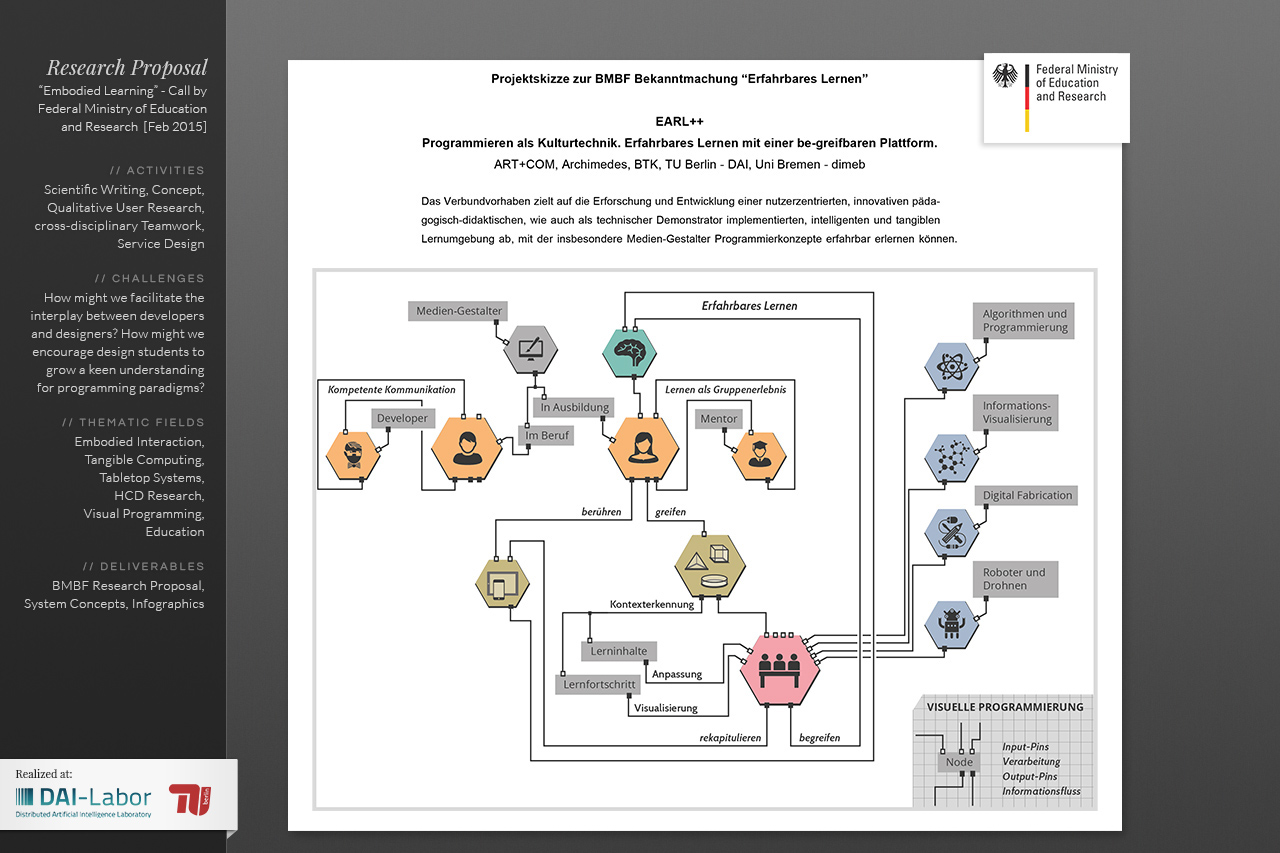 Research Proposal
“Embodied Learning” - Call by
Federal Ministry of Education
and Research [Feb 2015]
// ACTIVITIES
Scientific Writing, Concept,
Qualitative User Research,
cross-disciplinary Teamwork,
Service Design
// CHALLENGES
How might we facilitate the
interplay between developers
and designers? How might we
encourage design students to
grow a keen understanding
for programming paradigms?
// THEMATIC FIELDS
Embodied Interaction,
Tangible Computing,
Tabletop Systems,
HCD Research,
Visual Programming,
Education
// DELIVERABLES
BMBF Research Proposal,
System Concepts, Infographics
Realized at:
DAI-Labor
Distributed Artificial Intelligence Laboratory
TU
berlin
Projektskizze zur BMBF Bekanntmachung “Erfahrbares Lernen”
Federal Ministry
of Education
and Research
EARL++
Programmieren als Kulturtechnik. Erfahrbares Lernen mit einer be-greifbaren Plattform.
ART+COM, Archimedes, BTK, TU Berlin - DAI, Uni Bremen - dimeb
Das Verbundvorhaben zielt auf die Erforschung und Entwicklung einer nutzerzentrierten, innovativen päda-
gogisch-didaktischen, wie auch als technischer Demonstrator implementierten, intelligenten und tangiblen
Lernumgebung ab, mit der insbesondere Medien-Gestalter Programmierkonzepte erfahrbar erlernen können.
Medien-Gestalter
Erfahrbares Lernen
Algorithmen und
Programmierung
Kompetente Kommunikation
Lernen als Gruppenerlebnis
Developer
In Ausbildung
Im Beruf
Mentor
Informations-
Visualisierung
Digital Fabrication
berühren
greifen
Roboter und
Drohnen
Kontexterkennung
Lerninhalte
Anpassung
Lernfortschritt
Visualisierung
rekapitulieren
begreifen
VISUELLE PROGRAMMIERUNG
Node
Input-Pins
Verarbeitung
Output-Pins
Informationsfluss